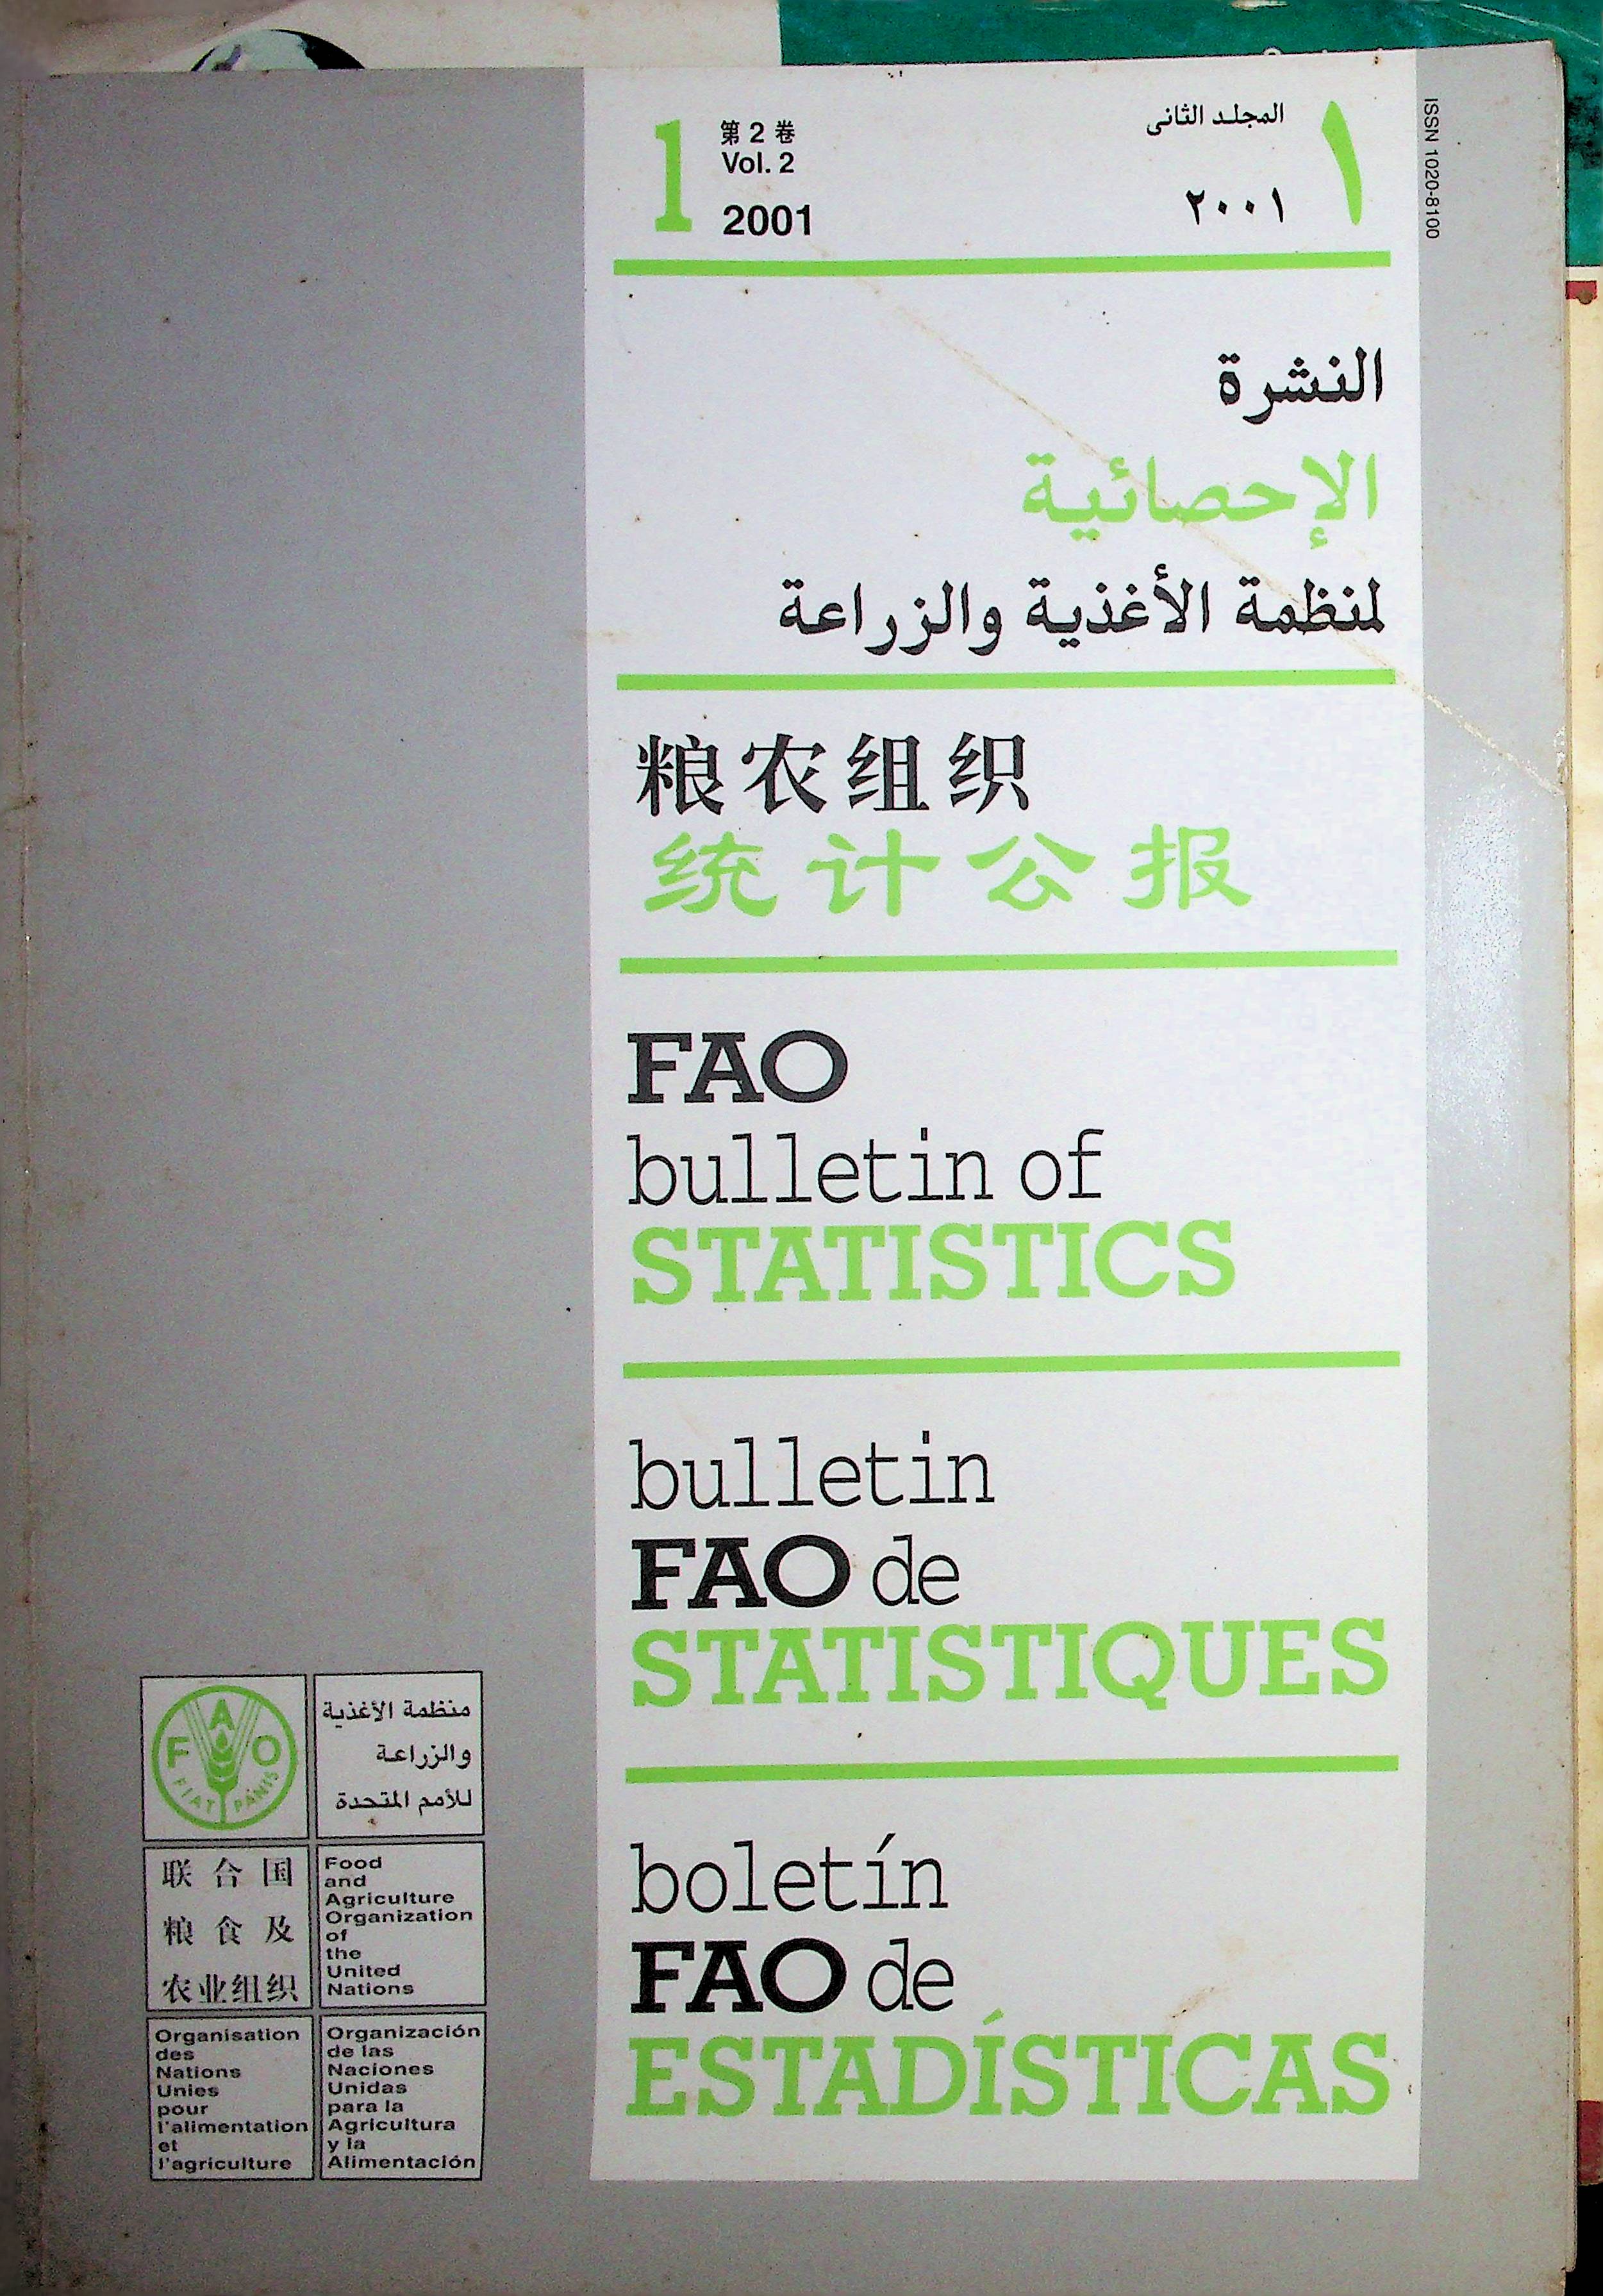 1
第 2 卷
Vol. 2
2001
المجلد الثانى
٢٠٠١
١
ISSN 1020-8100
النشرة
الإحصائية
لمنظمة الأغذية والزراعة
粮农组织
统计公报
FAO
bulletin of
STATISTICS
bulletin
FAO de
STATISTIQUES
boletín
FAO de
ESTADÍSTICAS
F A O
FIAT PANIS
منظمة الأغذية
والزراعة
للأمم المتحدة
联 合 国
粮 食 及
农业组织
Food
and
Agriculture
Organization
of
the
United
Nations
Organisation
des
Nations
Unies
pour
l'alimentation
et
l'agriculture
Organización
de las
Naciones
Unidas
para la
Agricultura
y la
Alimentación